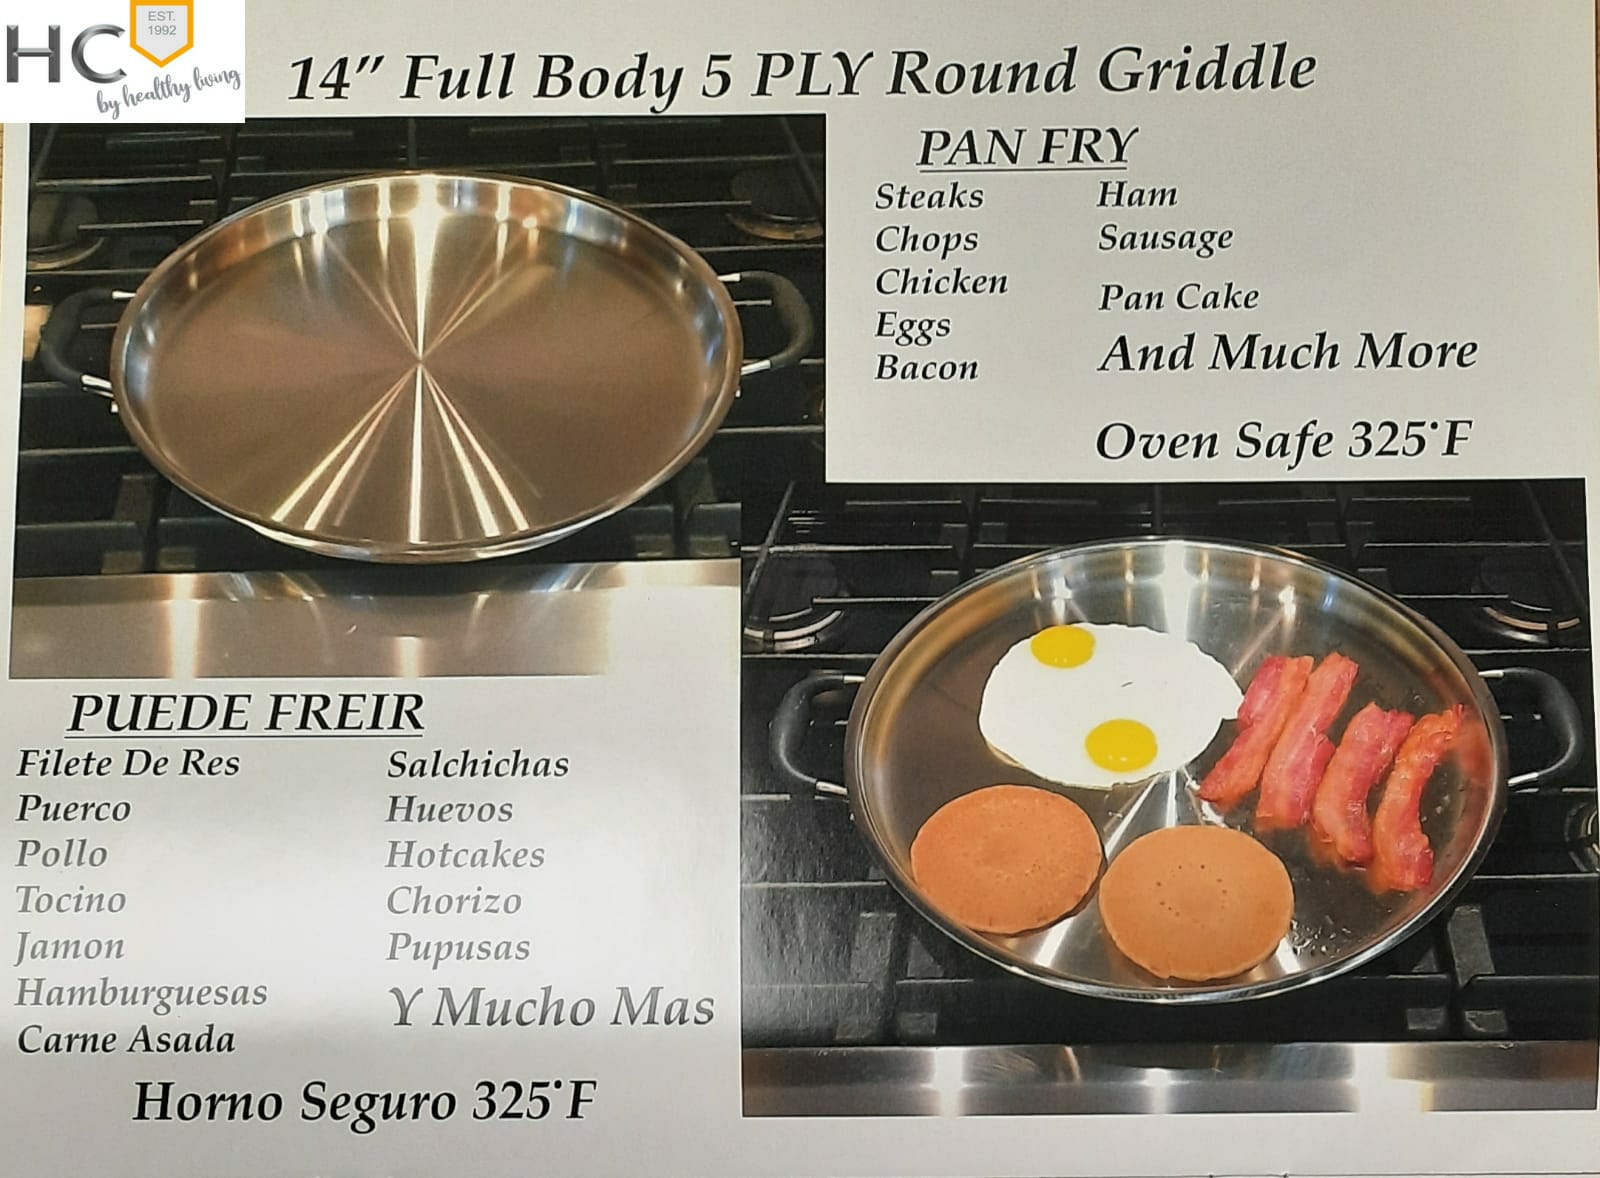 HC
EST.
1992
by healthy living
14" Full Body 5 PLY Round Griddle
PAN FRY
Steaks
Chops
Chicken
Eggs
Bacon
Ham
Sausage
Pan Cake
And Much More
Oven Safe 325°F
PUEDE FREIR
Filete De Res
Puerco
Pollo
Tocino
Jamon
Hamburguesas
Carne Asada
Salchichas
Huevos
Hotcakes
Chorizo
Pupusas
Y Mucho Mas
Horno Seguro 325°F